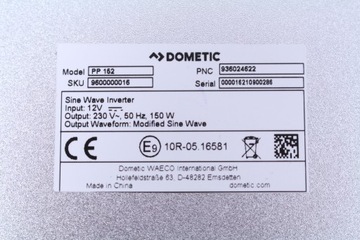 DOMETIC
Model PP 152 PNC 936024622
SKU 9600000016 Serial 000015210900286
Sine Wave Inverter
Input: 12V
Output: 230 V~, 50 Hz, 150 W
Output Waveform: Modified Sine Wave
CE E9 10R-05.16581
Dometic WAECO International GmbH
Hollefeldstraße 63, D-48282 Emsdetten
Made in China dometic.com